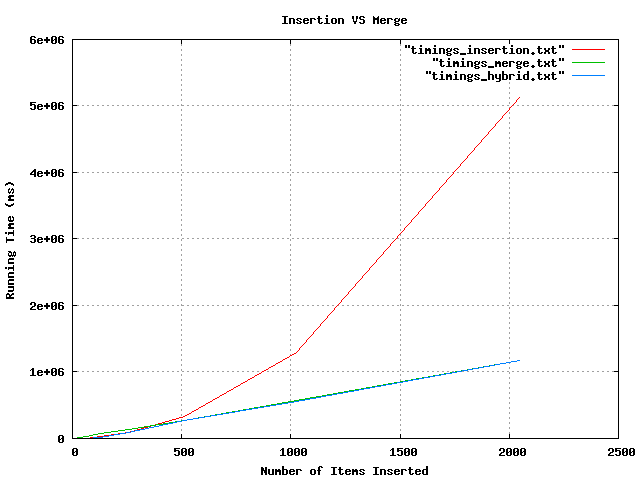 Insertion VS Merge
6e+06
5e+06
4e+06
3e+06
2e+06
1e+06
0
"timings_insertion.txt"
"timings_merge.txt"
"timings_hybrid.txt"
Running Time (ms)
0 500 1000 1500 2000 2500
Number of Items Inserted